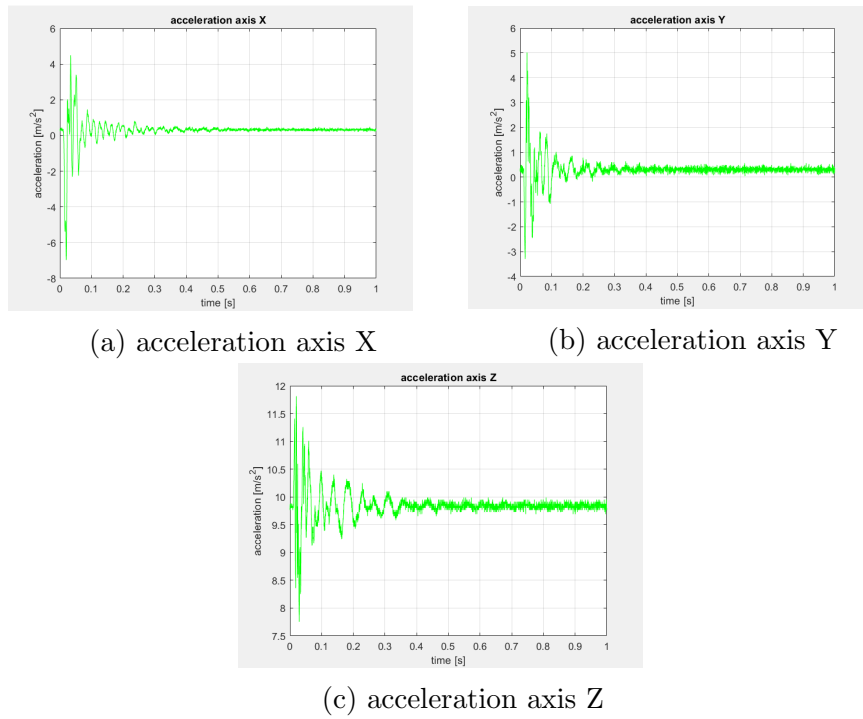 acceleration axis X
6
4
2
0
-2
-4
-6
-8
acceleration [m/s²]
0 0.1 0.2 0.3 0.4 0.5 0.6 0.7 0.8 0.9 1
time [s]
(a) acceleration axis X
acceleration axis Y
6
5
4
3
2
1
0
-1
-2
-3
-4
acceleration [m/s²]
0 0.1 0.2 0.3 0.4 0.5 0.6 0.7 0.8 0.9 1
time [s]
(b) acceleration axis Y
acceleration axis Z
12
11.5
11
10.5
10
9.5
9
8.5
8
7.5
acceleration [m/s²]
0 0.1 0.2 0.3 0.4 0.5 0.6 0.7 0.8 0.9 1
time [s]
(c) acceleration axis Z